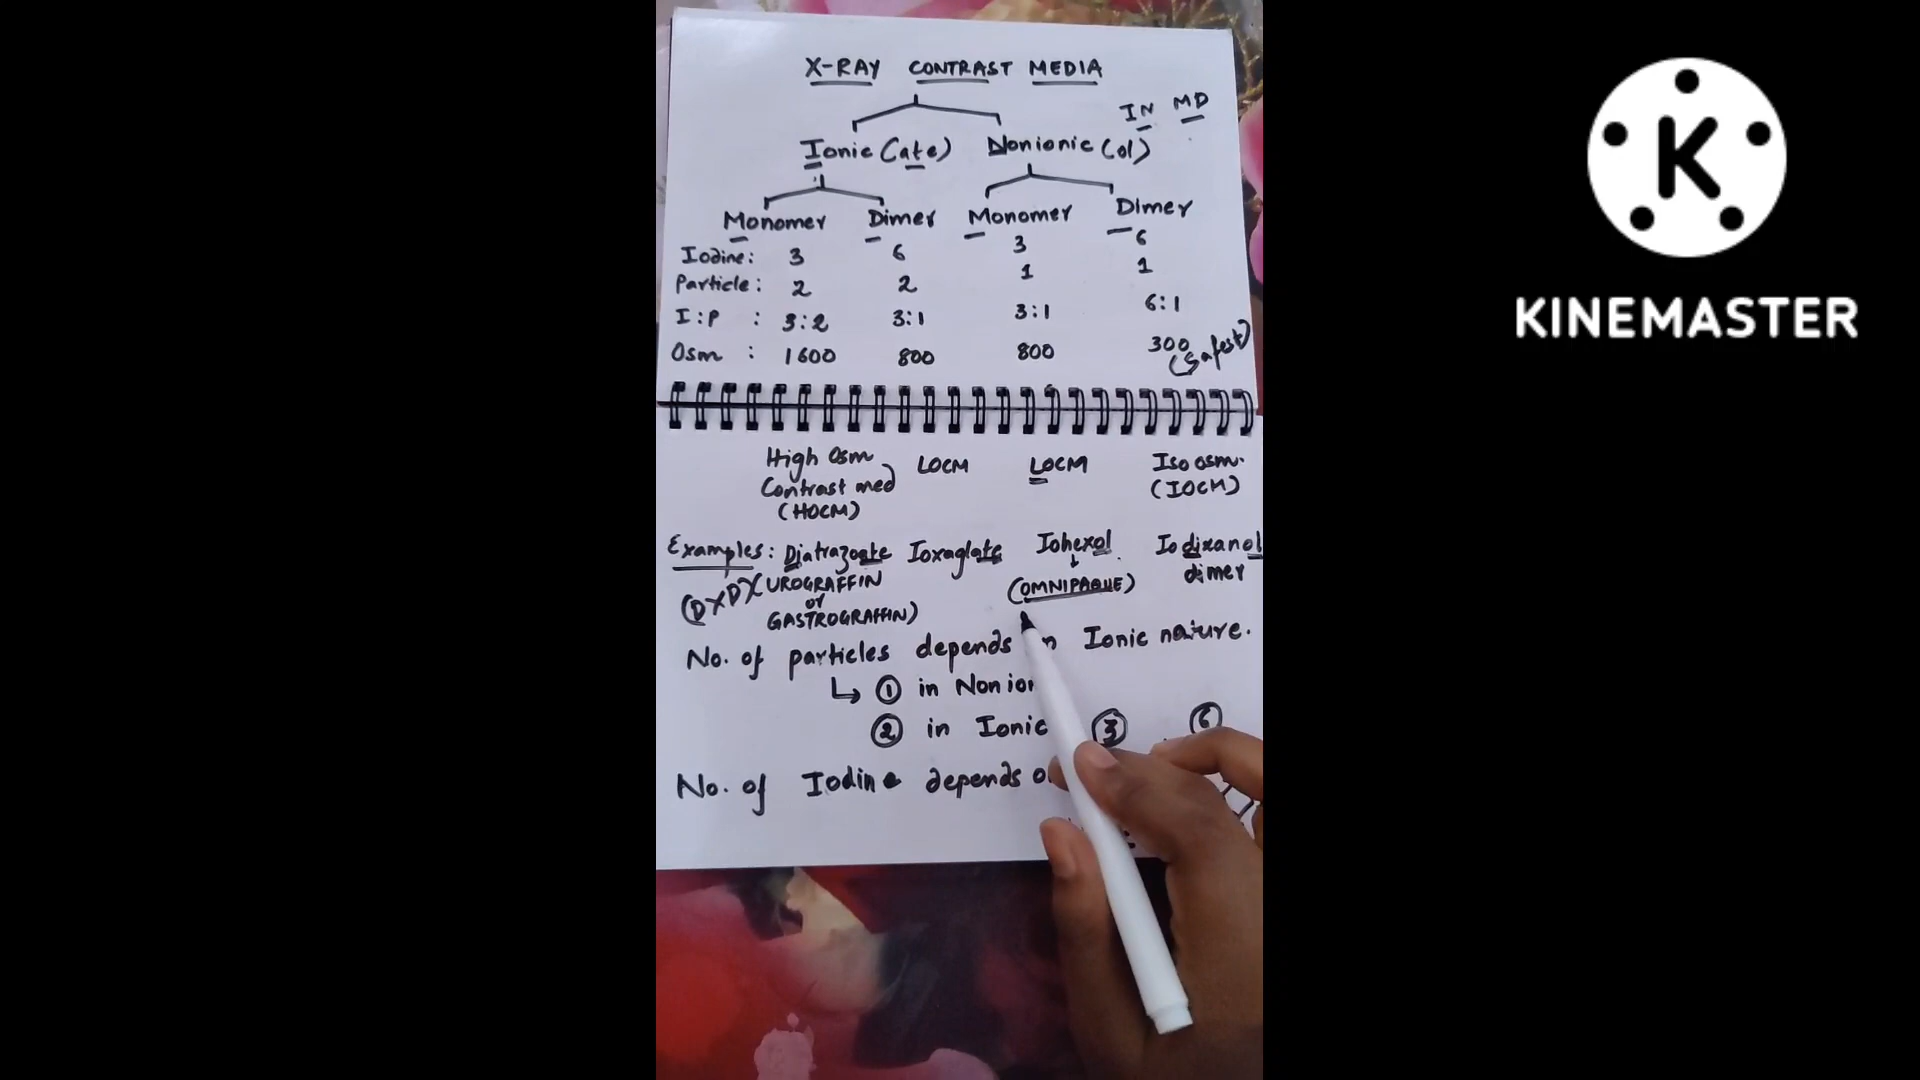 X-RAY CONTRAST MEDIA
IN MD
Ionic (ate) Nonionic (ol)
Monomer Dimer Monomer Dimer
Iodine: 3 6 3 6
Particle: 2 2 1 1
I:P : 3:2 3:1 3:1 6:1
Osm : 1600 800 800 300 (Safest)
High Osm Contrast med (HOCM) LOCM LOCM Iso osm. (IOCM)
Examples: Diatrazoate Ioxaglate Iohexol Iodixanol
(UROGRAFFIN or GASTROGRAFFIN) (OMNIPAQUE) dimer
(DXD)
No. of particles depends on Ionic nature.
① in Nonion
② in Ionic ③ ⑥
No. of Iodine depends
K
KINEMASTER